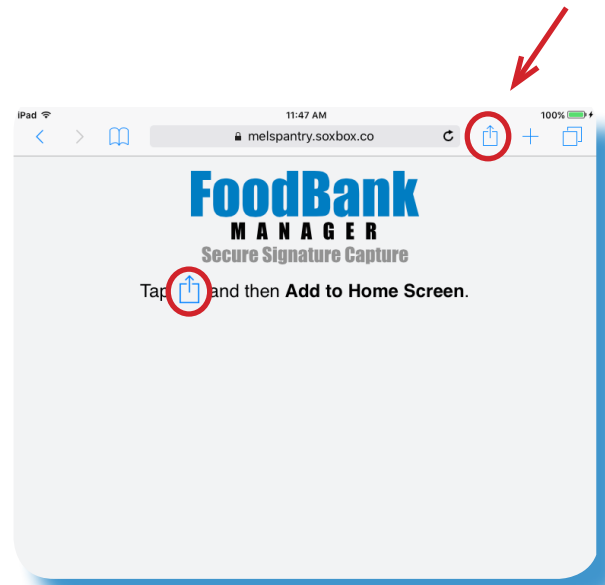 iPad 11:47 AM 100%
melspantry.soxbox.co
FoodBank
MANAGER
Secure Signature Capture
Tap and then Add to Home Screen.